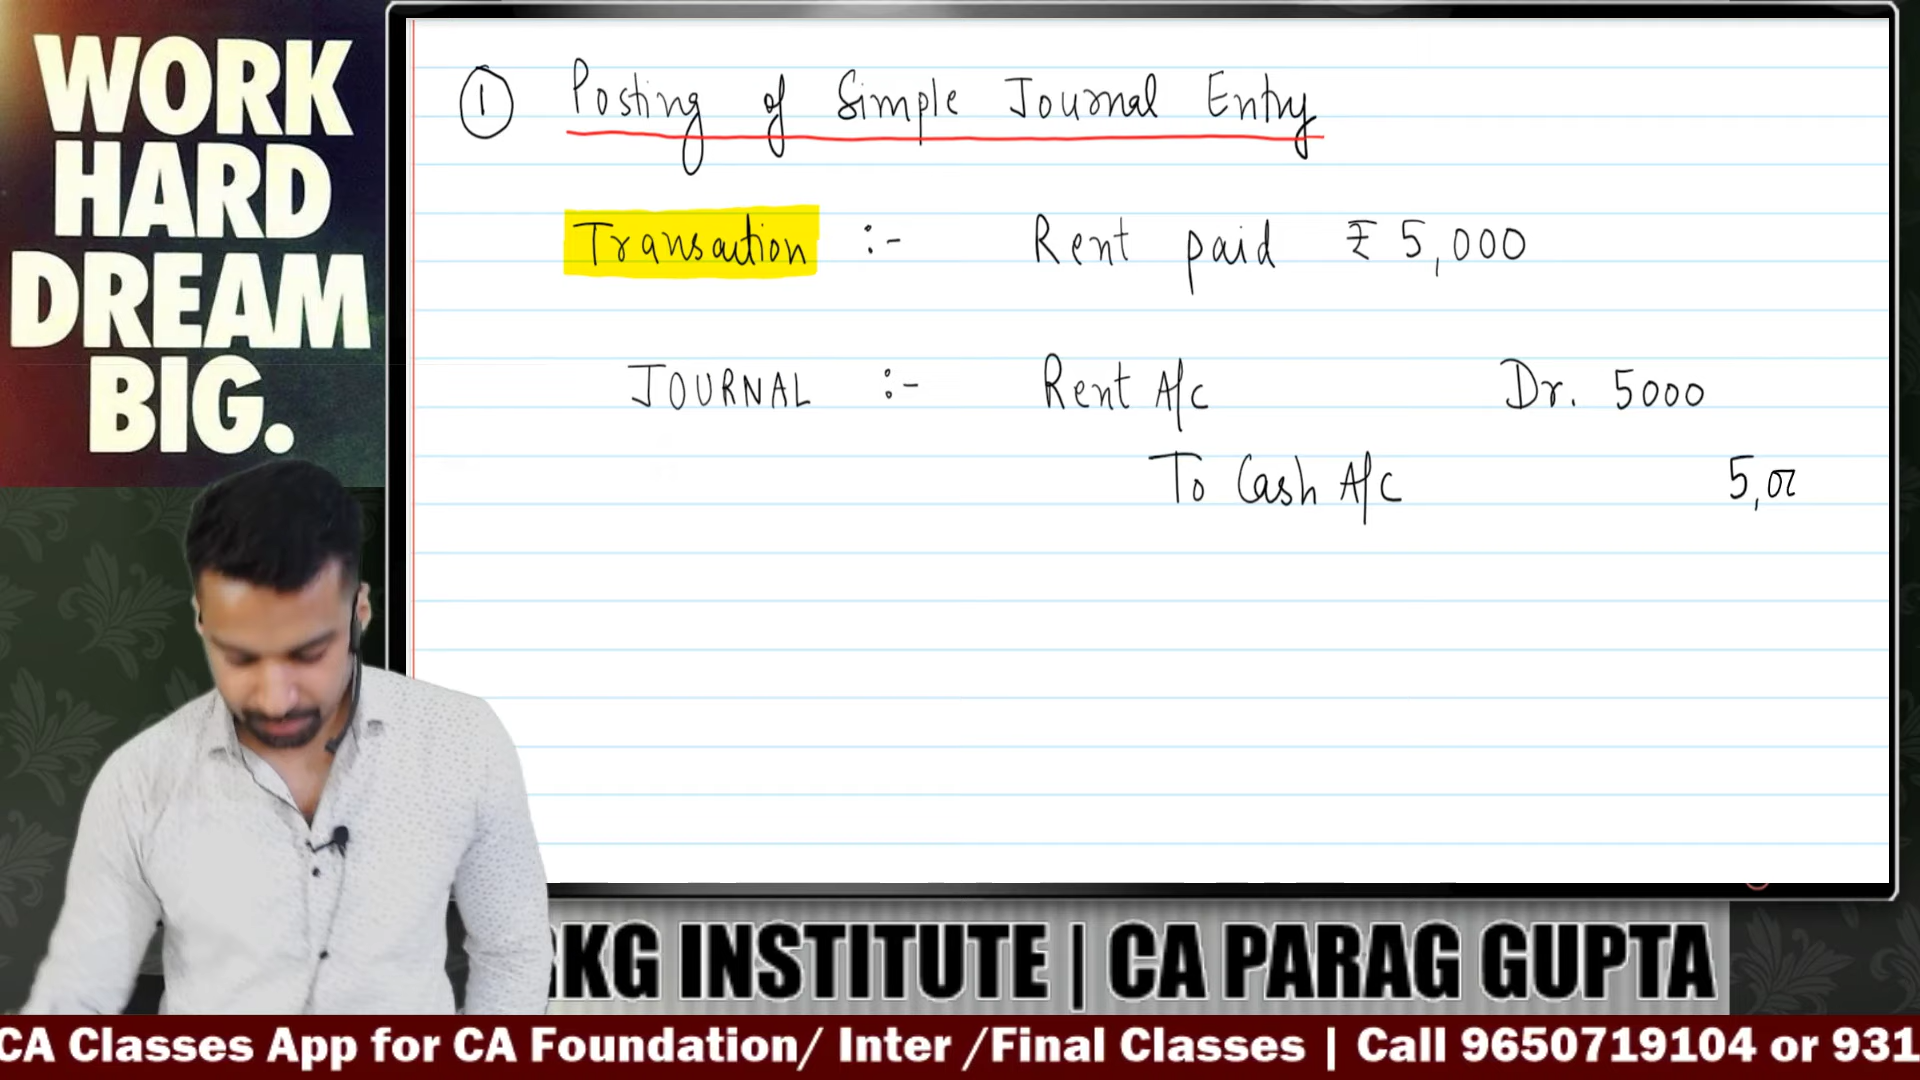 WORK
HARD
DREAM
BIG.
1 Posting of Simple Journal Entry
Transaction :- Rent paid ₹ 5,000
JOURNAL :- Rent A/c Dr. 5000
To Cash A/c 5,00
KG INSTITUTE | CA PARAG GUPTA
CA Classes App for CA Foundation/ Inter /Final Classes | Call 9650719104 or 931